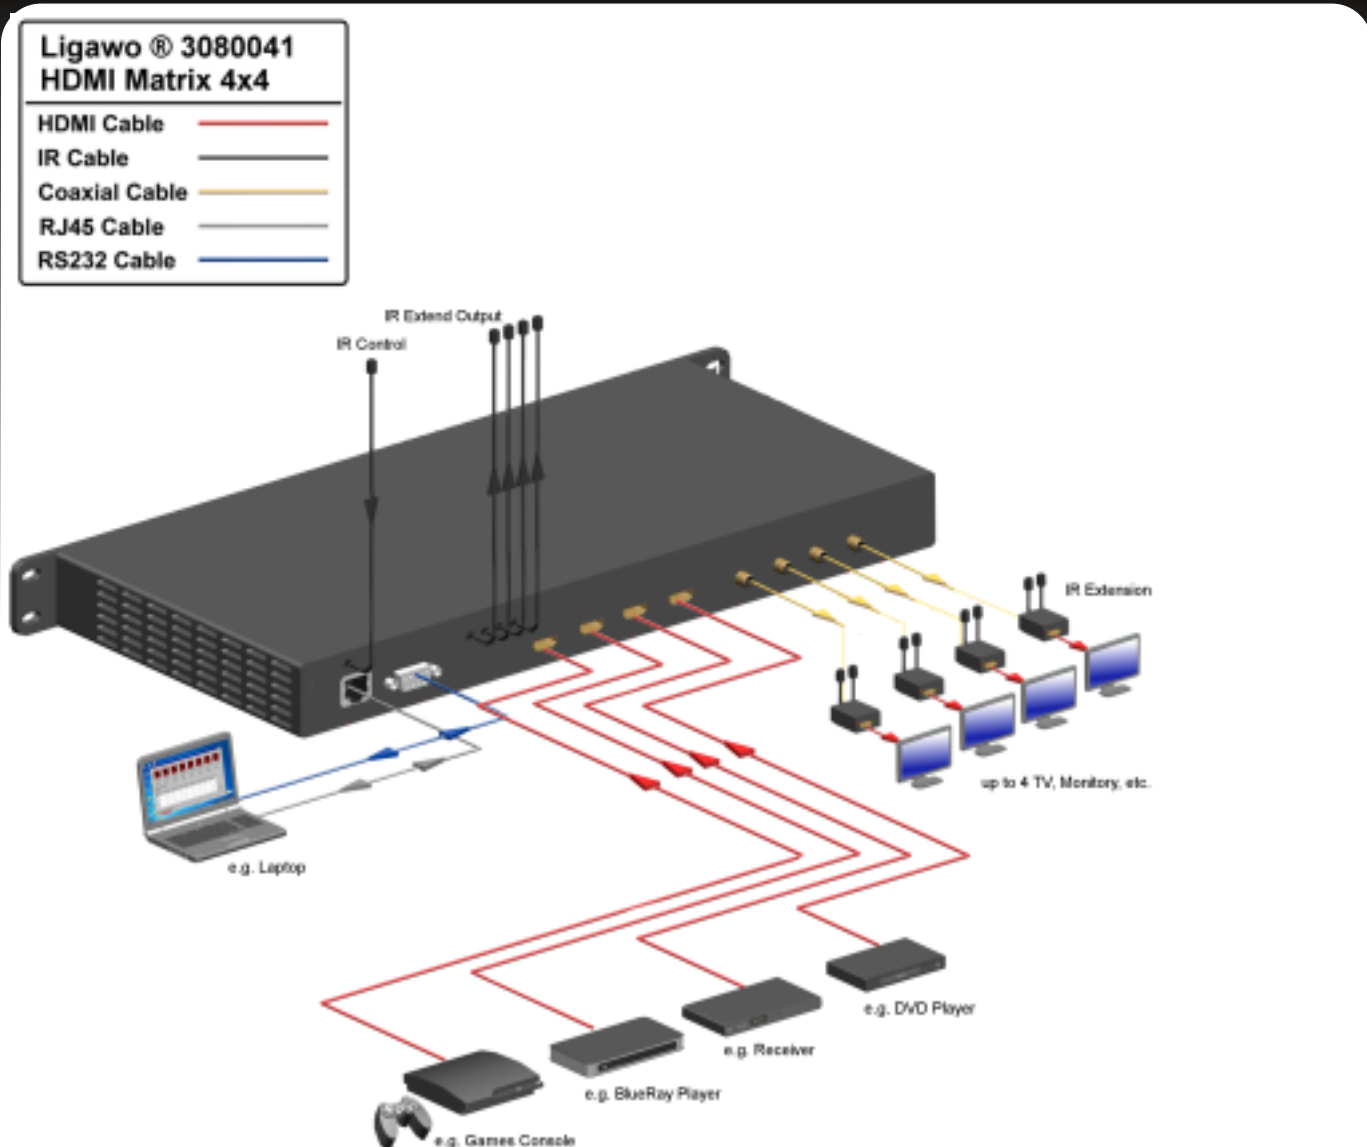 Ligawo ® 3080041
HDMI Matrix 4x4
HDMI Cable
IR Cable
Coaxial Cable
RJ45 Cable
RS232 Cable
IR Extend Output
IR Control
IR Extension
up to 4 TV, Monitory, etc.
e.g. Laptop
e.g. DVD Player
e.g. Receiver
e.g. BlueRay Player
e.g. Games Console